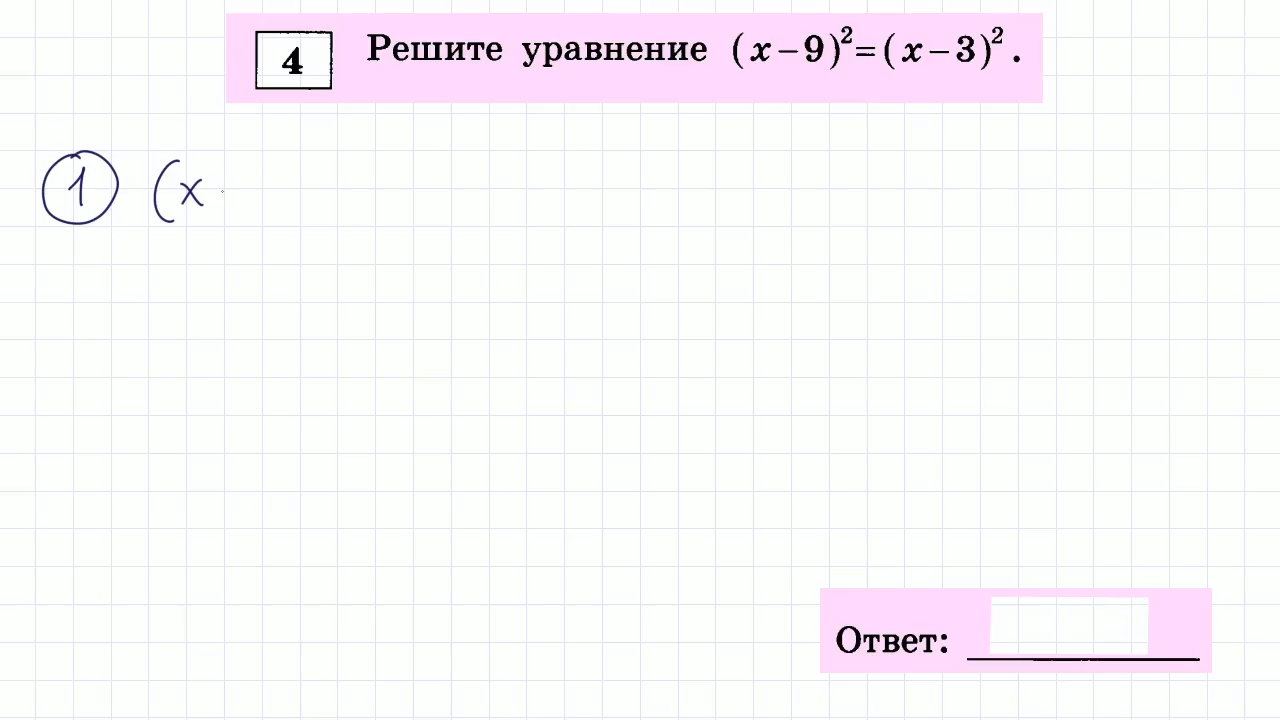 4 Решите уравнение (x−9)²=(x−3)².
1 (x
Ответ: